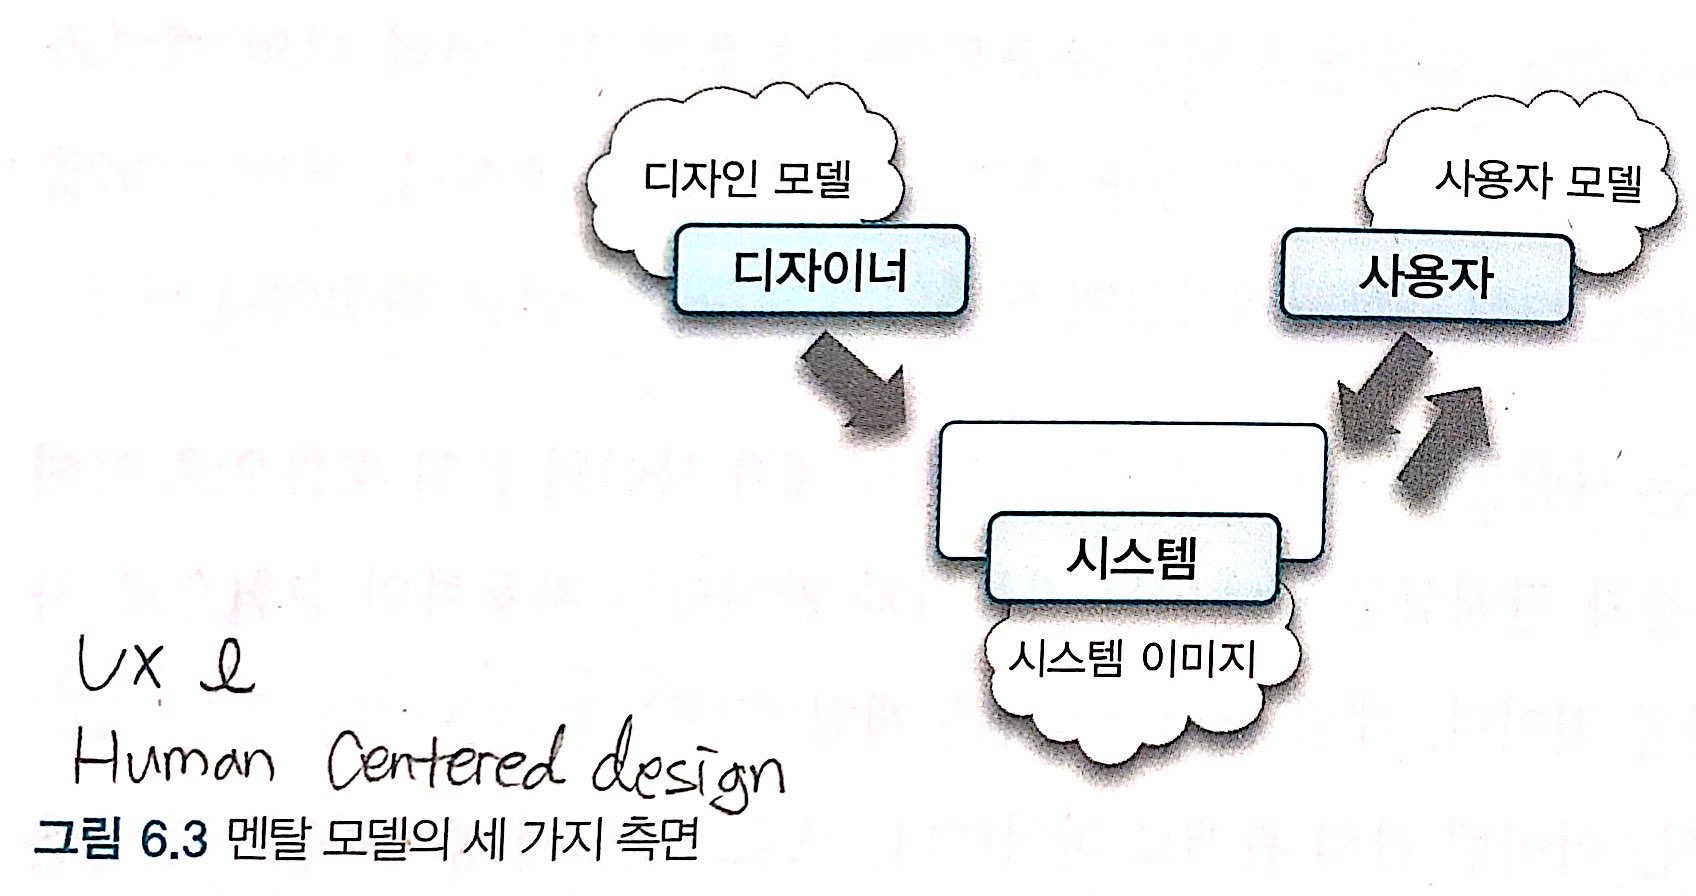 디자인 모델
사용자 모델
디자이너
사용자
시스템
시스템 이미지
UX
Human Centered design
그림 6.3 멘탈 모델의 세 가지 측면